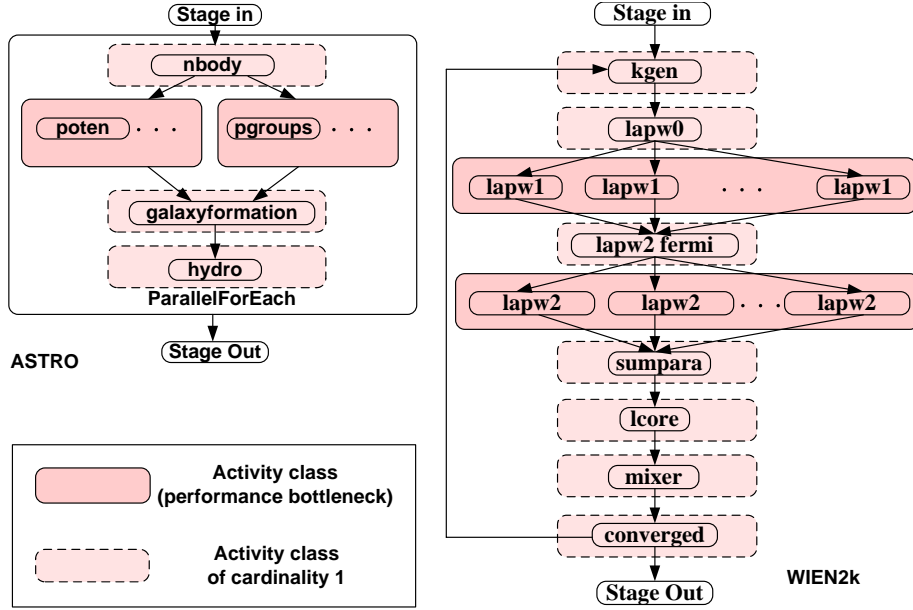 Stage in
nbody
poten . . .
pgroups . . .
galaxyformation
hydro
ParallelForEach
Stage Out
ASTRO
Activity class
(performance bottleneck)
Activity class
of cardinality 1
Stage in
kgen
lapw0
lapw1 lapw1 . . . lapw1
lapw2 fermi
lapw2 lapw2 . . . lapw2
sumpara
lcore
mixer
converged
Stage Out
WIEN2k